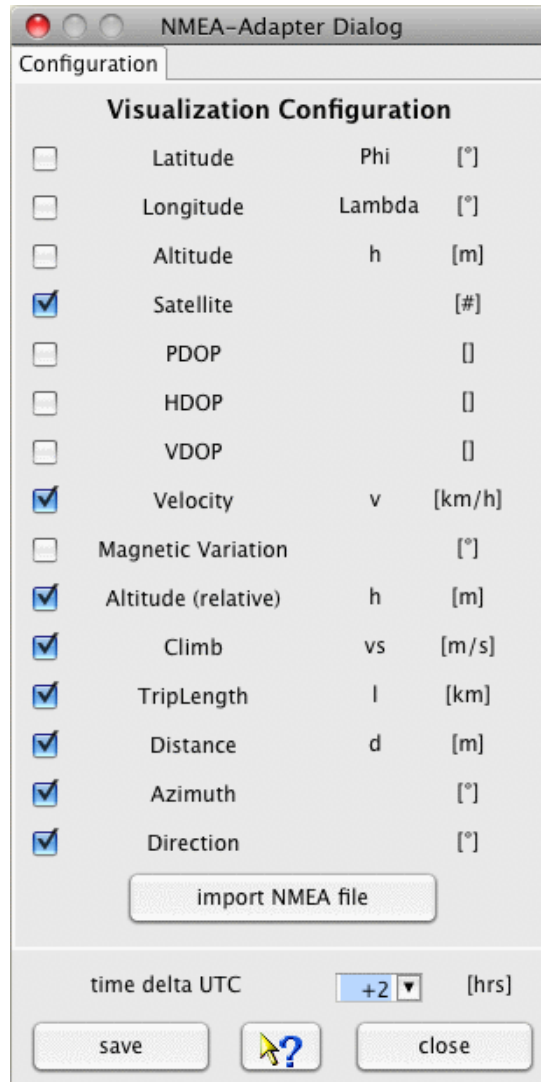 NMEA-Adapter Dialog
Configuration
Visualization Configuration
Latitude Phi [°]
Longitude Lambda [°]
Altitude h [m]
Satellite [#]
PDOP []
HDOP []
VDOP []
Velocity v [km/h]
Magnetic Variation [°]
Altitude (relative) h [m]
Climb vs [m/s]
TripLength l [km]
Distance d [m]
Azimuth [°]
Direction [°]
import NMEA file
time delta UTC +2 [hrs]
save ? close